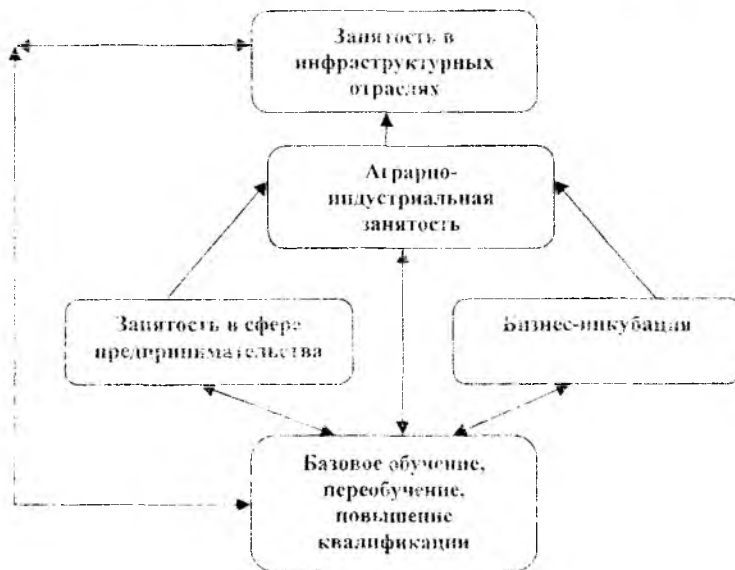 Занятость в
инфраструктурных
отраслях
Аграрно-
индустриальная
занятость
Занятость в сфере
предпринимательства
Бизнес-инкубация
Базовое обучение,
переобучение,
повышение
квалификации